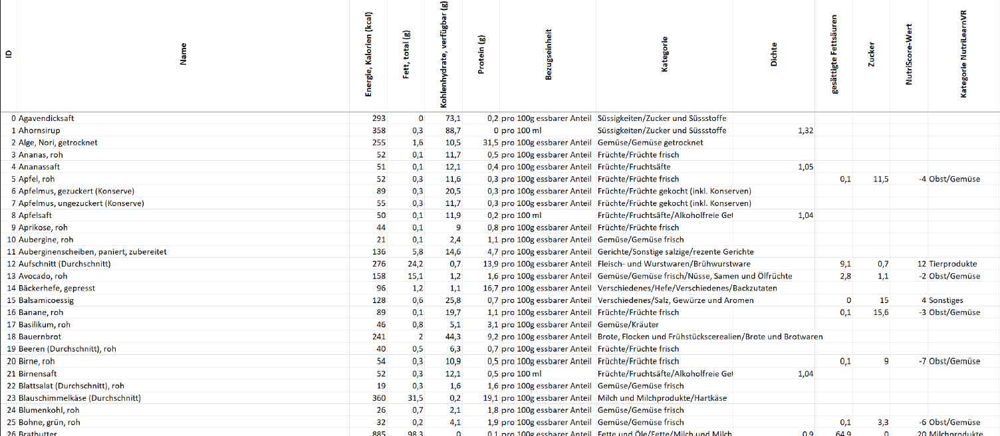 ID Name Energie, Kalorien (kcal) Fett, total (g) Kohlenhydrate, verfügbar (g) Protein (g) Bezugseinheit Kategorie Dichte gesättigte Fettsäuren Zucker NutriScore-Wert Kategorie NutriLearnVR
0 Agavendicksaft 293 0 73,1 0,2 pro 100g essbarer Anteil Süssigkeiten/Zucker und Süssstoffe
1 Ahornsirup 358 0,3 88,7 0 pro 100 ml Süssigkeiten/Zucker und Süssstoffe 1,32
2 Alge, Nori, getrocknet 255 1,6 10,5 31,5 pro 100g essbarer Anteil Gemüse/Gemüse getrocknet
3 Ananas, roh 52 0,1 11,7 0,5 pro 100g essbarer Anteil Früchte/Früchte frisch
4 Ananassaft 51 0,1 12,1 0,4 pro 100g essbarer Anteil Früchte/Fruchtsäfte 1,05
5 Apfel, roh 52 0,3 11,6 0,3 pro 100g essbarer Anteil Früchte/Früchte frisch 0,1 11,5 -4 Obst/Gemüse
6 Apfelmus, gezuckert (Konserve) 89 0,3 20,5 0,3 pro 100g essbarer Anteil Früchte/Früchte gekocht (inkl. Konserven)
7 Apfelmus, ungezuckert (Konserve) 55 0,3 11,7 0,3 pro 100g essbarer Anteil Früchte/Früchte gekocht (inkl. Konserven)
8 Apfelsaft 50 0,1 11,9 0,2 pro 100 ml Früchte/Fruchtsäfte/Alkoholfreie Get 1,04
9 Aprikose, roh 44 0,1 9 0,8 pro 100g essbarer Anteil Früchte/Früchte frisch
10 Aubergine, roh 21 0,1 2,4 1,1 pro 100g essbarer Anteil Gemüse/Gemüse frisch
11 Auberginenscheiben, paniert, zubereitet 136 5,8 14,6 4,7 pro 100g essbarer Anteil Gerichte/Sonstige salzige/rezente Gerichte
12 Aufschnitt (Durchschnitt) 276 24,2 0,7 13,9 pro 100g essbarer Anteil Fleisch- und Wurstwaren/Brühwurstware 9,1 0,7 12 Tierprodukte
13 Avocado, roh 158 15,1 1,2 1,6 pro 100g essbarer Anteil Gemüse/Gemüse frisch/Nüsse, Samen und Ölfrüchte 2,8 1,1 -2 Obst/Gemüse
14 Bäckerhefe, gepresst 96 1,2 1,1 16,7 pro 100g essbarer Anteil Verschiedenes/Hefe/Verschiedenes/Backzutaten
15 Balsamicoessig 128 0,6 25,8 0,7 pro 100g essbarer Anteil Verschiedenes/Salz, Gewürze und Aromen 0 15 4 Sonstiges
16 Banane, roh 89 0,1 19,7 1,1 pro 100g essbarer Anteil Früchte/Früchte frisch 0,1 15,6 -3 Obst/Gemüse
17 Basilikum, roh 46 0,8 5,1 3,1 pro 100g essbarer Anteil Gemüse/Kräuter
18 Bauernbrot 241 2 44,3 9,2 pro 100g essbarer Anteil Brote, Flocken und Frühstückscerealien/Brote und Brotwaren
19 Beeren (Durchschnitt), roh 40 0,5 6,3 0,7 pro 100g essbarer Anteil Früchte/Früchte frisch
20 Birne, roh 54 0,3 10,9 0,5 pro 100g essbarer Anteil Früchte/Früchte frisch 0,1 9 -7 Obst/Gemüse
21 Birnensaft 52 0,3 12,1 0,5 pro 100 ml Früchte/Fruchtsäfte/Alkoholfreie Get 1,04
22 Blattsalat (Durchschnitt), roh 19 0,3 1,6 1,6 pro 100g essbarer Anteil Gemüse/Gemüse frisch
23 Blauschimmelkäse (Durchschnitt) 360 31,5 0,2 19,1 pro 100g essbarer Anteil Milch und Milchprodukte/Hartkäse
24 Blumenkohl, roh 26 0,7 2,1 1,8 pro 100g essbarer Anteil Gemüse/Gemüse frisch
25 Bohne, grün, roh 32 0,2 4,1 1,9 pro 100g essbarer Anteil Gemüse/Gemüse frisch 0,1 3,3 -6 Obst/Gemüse
26 Bratbutter 885 98,3 0 0,1 pro 100g essbarer Anteil Fette und Öle/Fette/Milch und Milch 0,9 64,9 0 20 Milchprodukte